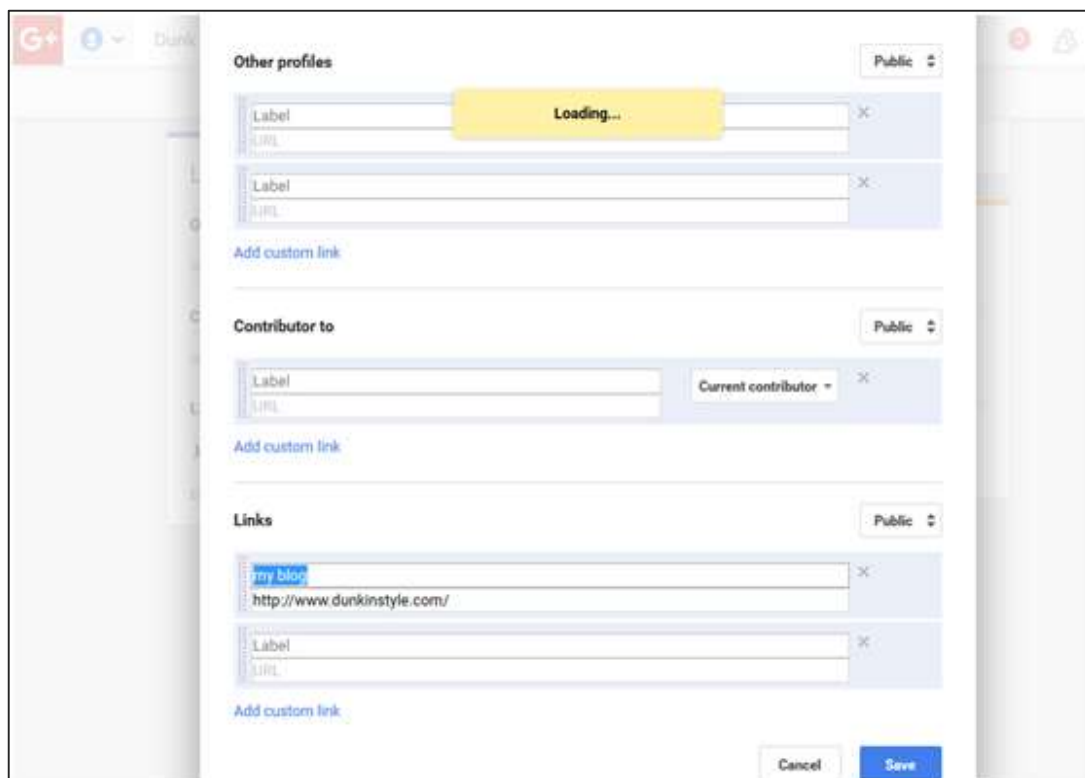 G+
Dunk
Other profiles
Public
Loading...
Label
URL
Label
URL
Add custom link
Contributor to
Public
Label
URL
Current contributor
Add custom link
Links
Public
my blog
http://www.dunkinstyle.com/
Label
URL
Add custom link
Cancel
Save